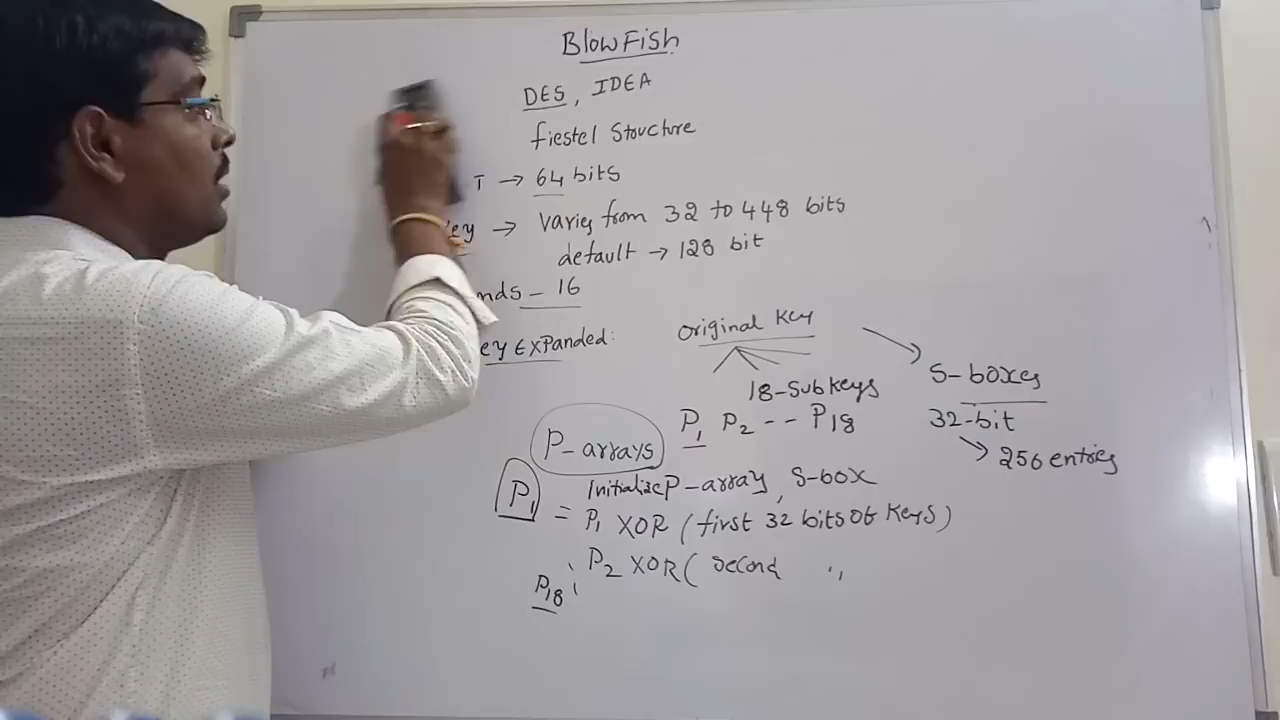 BlowFish
DES, IDEA
fiestel Structure
T → 64 bits
ey → varies from 32 to 448 bits
default → 128 bit
nds - 16
ey Expanded:
original key
18-subkeys
S-boxes
P1 P2 -- P18
32-bit
256 entries
P-arrays
Initialize P-array, S-box
P1 = P1 XOR (first 32 bits of keys)
P2 XOR( second ,,
P18